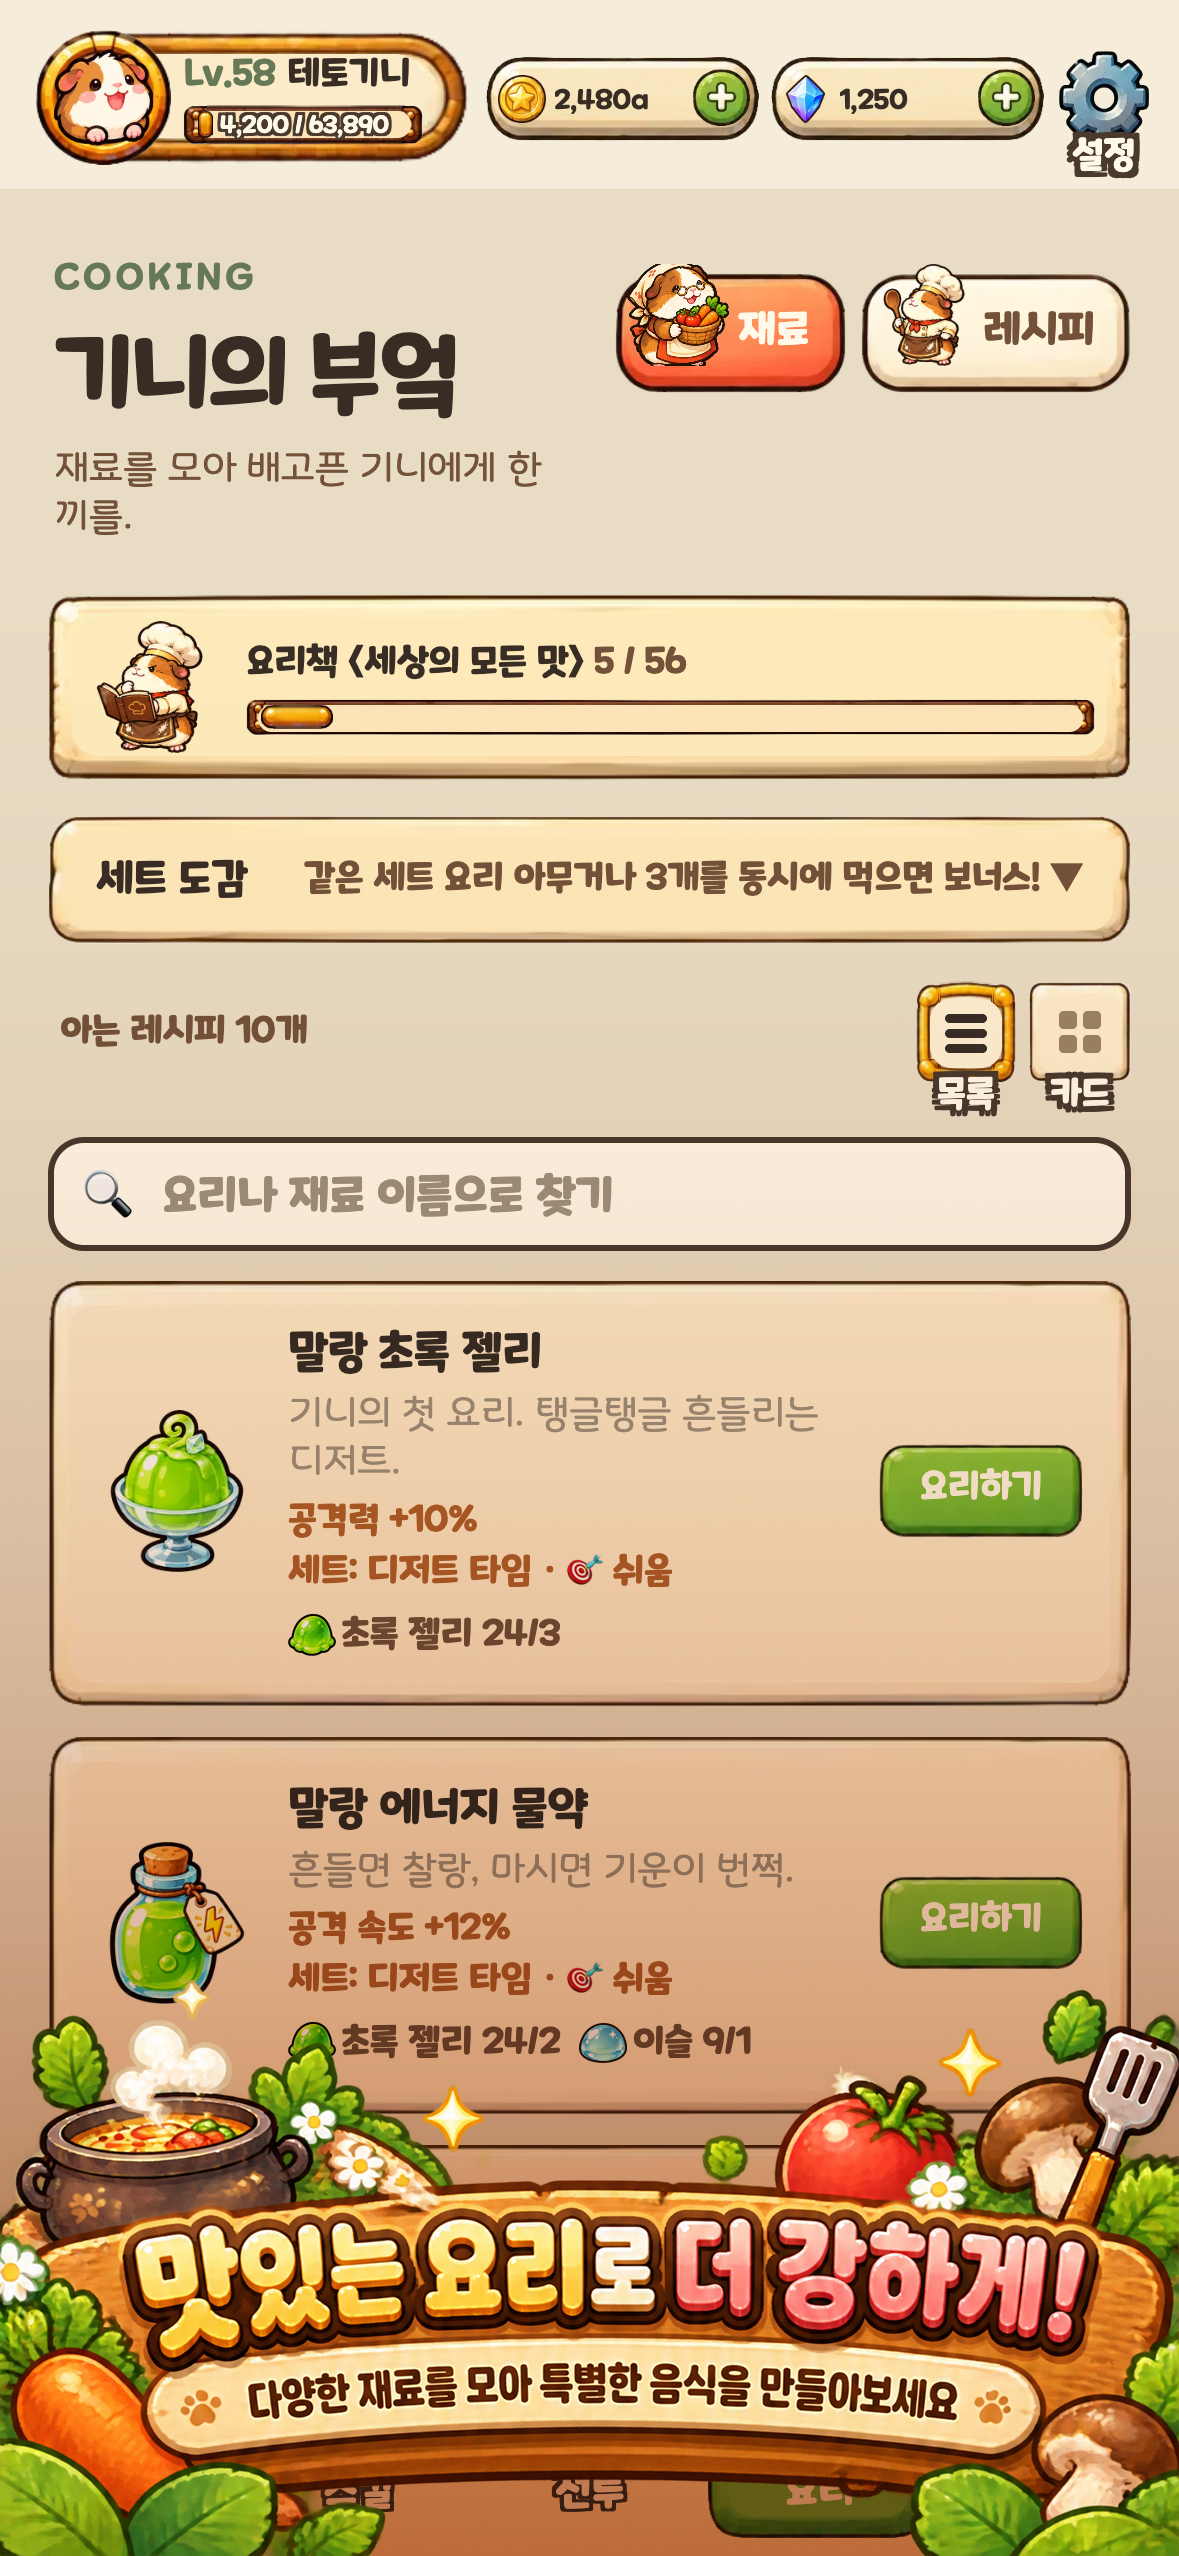 Lv.58 테토기니
4,200 / 63,890
2,480a
1,250
설정
COOKING
기니의 부엌
재료를 모아 배고픈 기니에게 한
끼를.
재료
레시피
요리책 〈세상의 모든 맛〉 5 / 56
세트 도감
같은 세트 요리 아무거나 3개를 동시에 먹으면 보너스! ▼
아는 레시피 10개
목록
카드
요리나 재료 이름으로 찾기
말랑 초록 젤리
기니의 첫 요리. 탱글탱글 흔들리는
디저트.
공격력 +10%
세트: 디저트 타임 · 🎯 쉬움
초록 젤리 24/3
요리하기
말랑 에너지 물약
흔들면 찰랑, 마시면 기운이 번쩍.
공격 속도 +12%
세트: 디저트 타임 · 🎯 쉬움
초록 젤리 24/2 이슬 9/1
요리하기
맛있는 요리로 더 강하게!
다양한 재료를 모아 특별한 음식을 만들어보세요